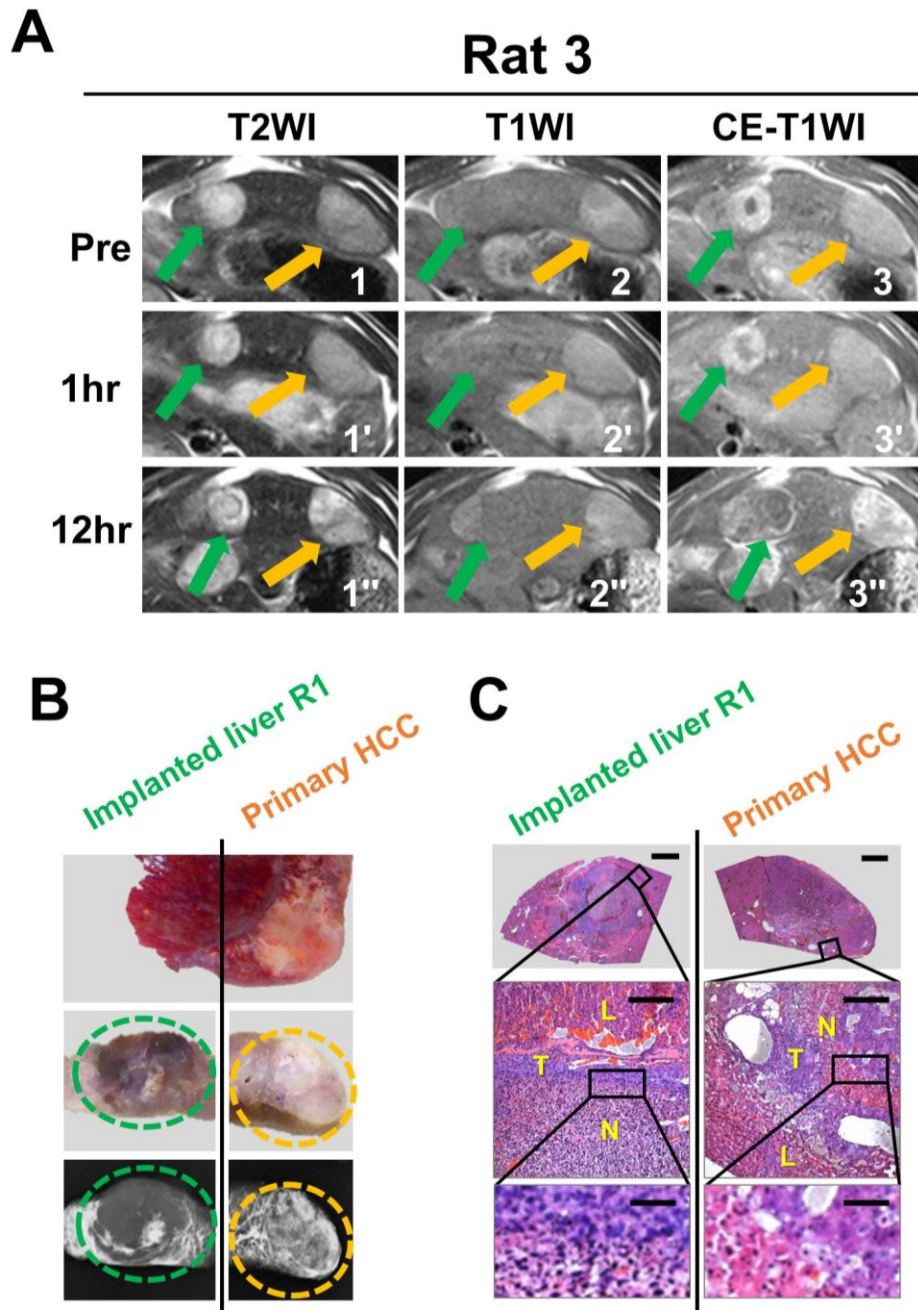 A
Rat 3
T2WI T1WI CE-T1WI
Pre
1 2 3
1hr
1' 2' 3'
12hr
1" 2" 3"
B
Implanted liver R1
Primary HCC
C
Implanted liver R1
Primary HCC
L
T
N
N
T
L